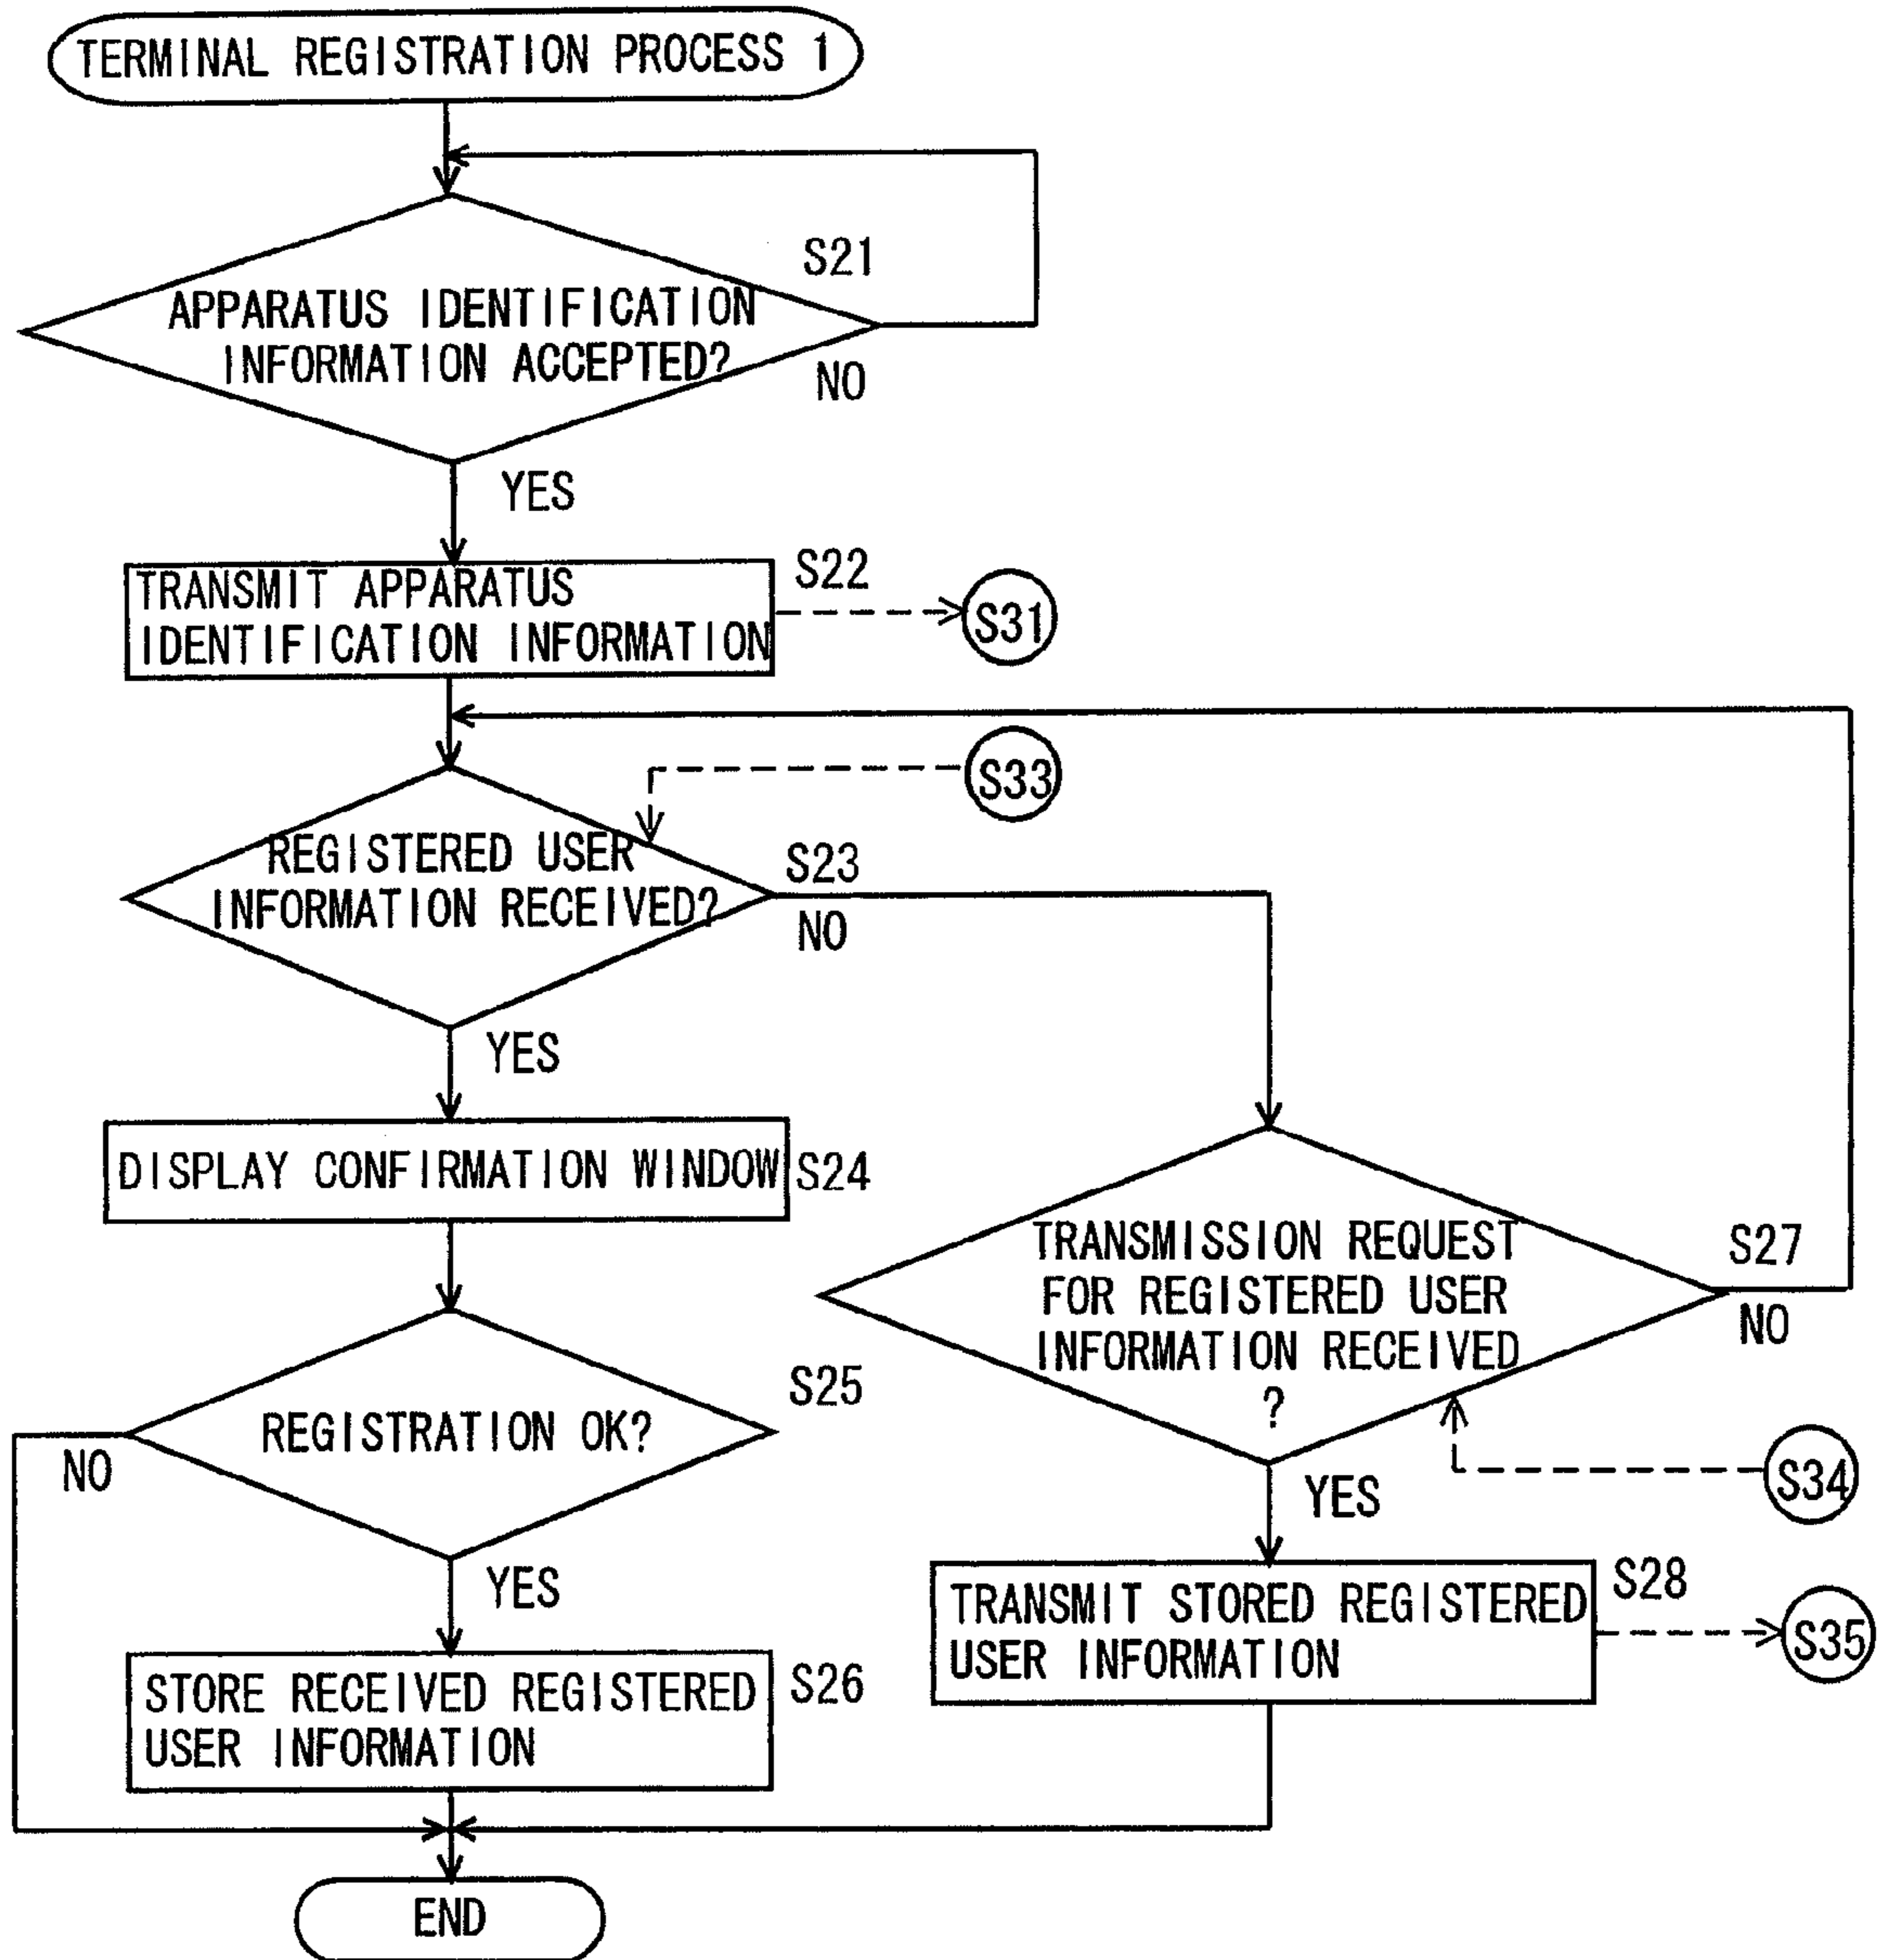 TERMINAL REGISTRATION PROCESS 1
S21
APPARATUS IDENTIFICATION
INFORMATION ACCEPTED?
NO
YES
S22
TRANSMIT APPARATUS
IDENTIFICATION INFORMATION
S31
S33
REGISTERED USER
INFORMATION RECEIVED?
S23
NO
YES
DISPLAY CONFIRMATION WINDOW
S24
TRANSMISSION REQUEST
FOR REGISTERED USER
INFORMATION RECEIVED
?
S27
NO
S25
REGISTRATION OK?
NO
S34
YES
YES
S28
TRANSMIT STORED REGISTERED
USER INFORMATION
S35
STORE RECEIVED REGISTERED
USER INFORMATION
S26
END